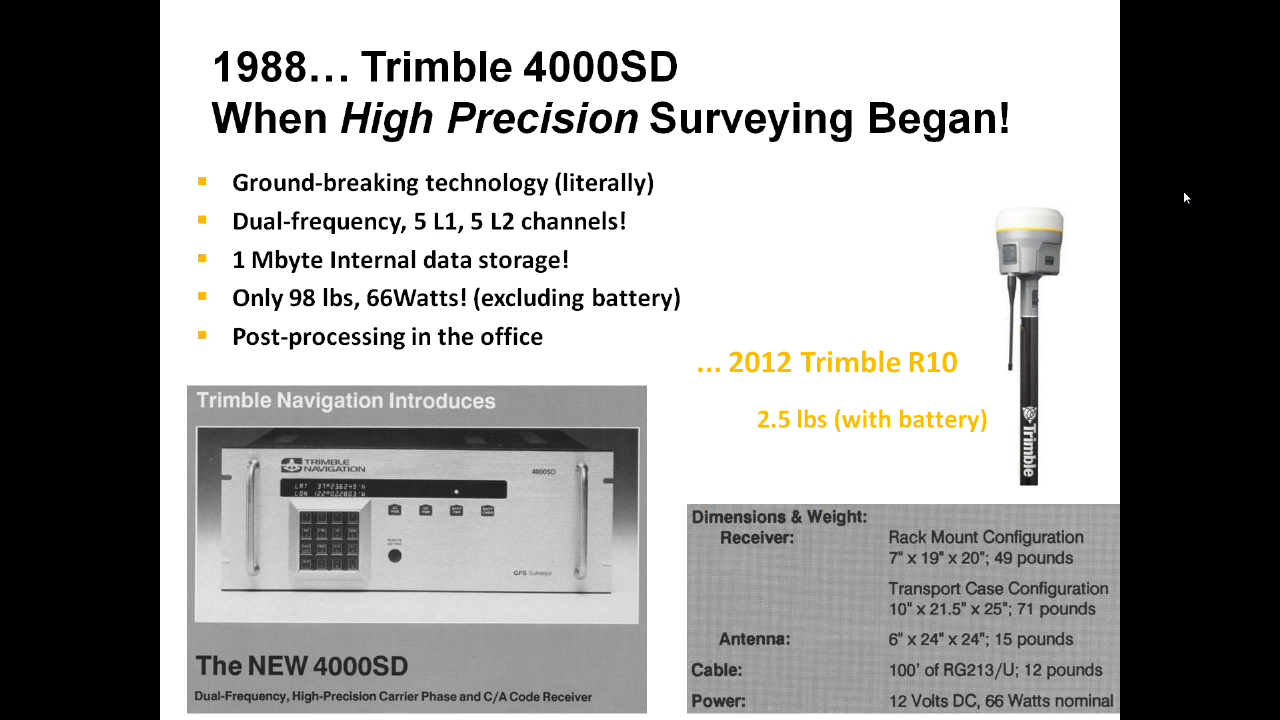 1988... Trimble 4000SD
When High Precision Surveying Began!
▪ Ground-breaking technology (literally)
▪ Dual-frequency, 5 L1, 5 L2 channels!
▪ 1 Mbyte Internal data storage!
▪ Only 98 lbs, 66Watts! (excluding battery)
▪ Post-processing in the office
... 2012 Trimble R10
2.5 lbs (with battery)
Trimble
Trimble Navigation Introduces
TRIMBLE
NAVIGATION
4000SD
GPS Surveyor
The NEW 4000SD
Dual-Frequency, High-Precision Carrier Phase and C/A Code Receiver
Dimensions & Weight:
Receiver: Rack Mount Configuration
7" x 19" x 20"; 49 pounds
Transport Case Configuration
10" x 21.5" x 25"; 71 pounds
Antenna: 6" x 24" x 24"; 15 pounds
Cable: 100' of RG213/U; 12 pounds
Power: 12 Volts DC, 66 Watts nominal